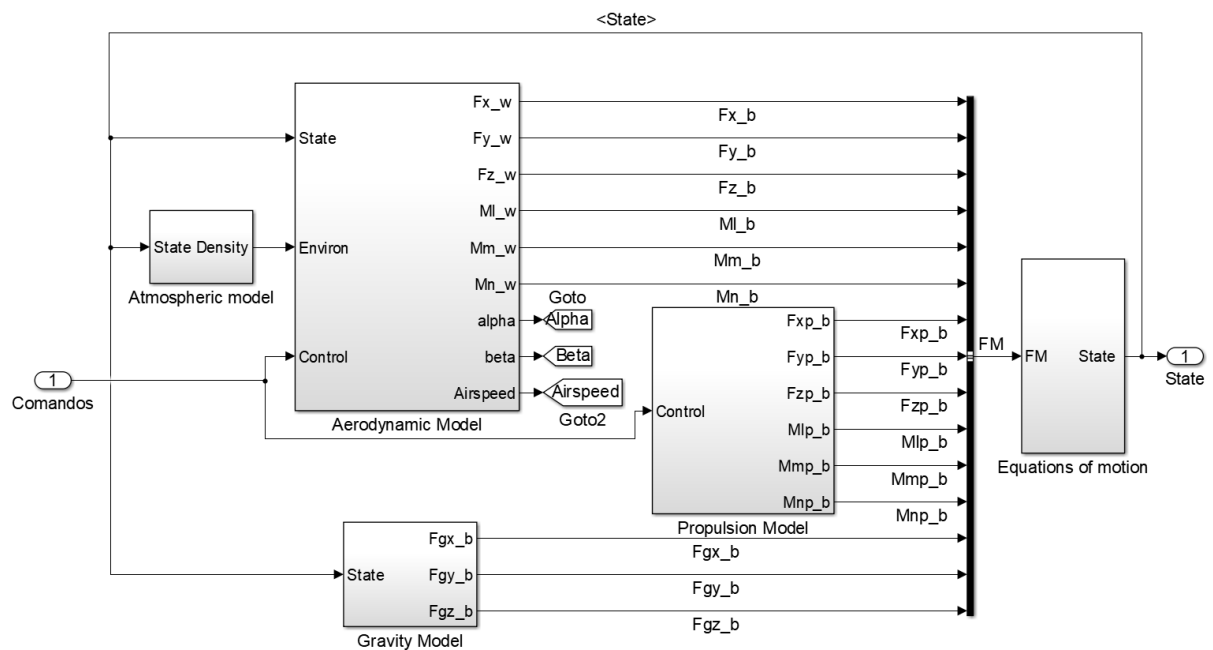 <State>
State
Environ
Control
Fx_w
Fy_w
Fz_w
Ml_w
Mm_w
Mn_w
alpha
beta
Airspeed
Aerodynamic Model
State Density
Atmospheric model
1
Comandos
Goto
Alpha
Beta
Airspeed
Goto2
Fx_b
Fy_b
Fz_b
Ml_b
Mm_b
Mn_b
Control
Fxp_b
Fyp_b
Fzp_b
Mlp_b
Mmp_b
Mnp_b
Propulsion Model
Fxp_b
Fyp_b
Fzp_b
Mlp_b
Mmp_b
Mnp_b
State
Fgx_b
Fgy_b
Fgz_b
Gravity Model
Fgx_b
Fgy_b
Fgz_b
FM
FM
State
Equations of motion
1
State